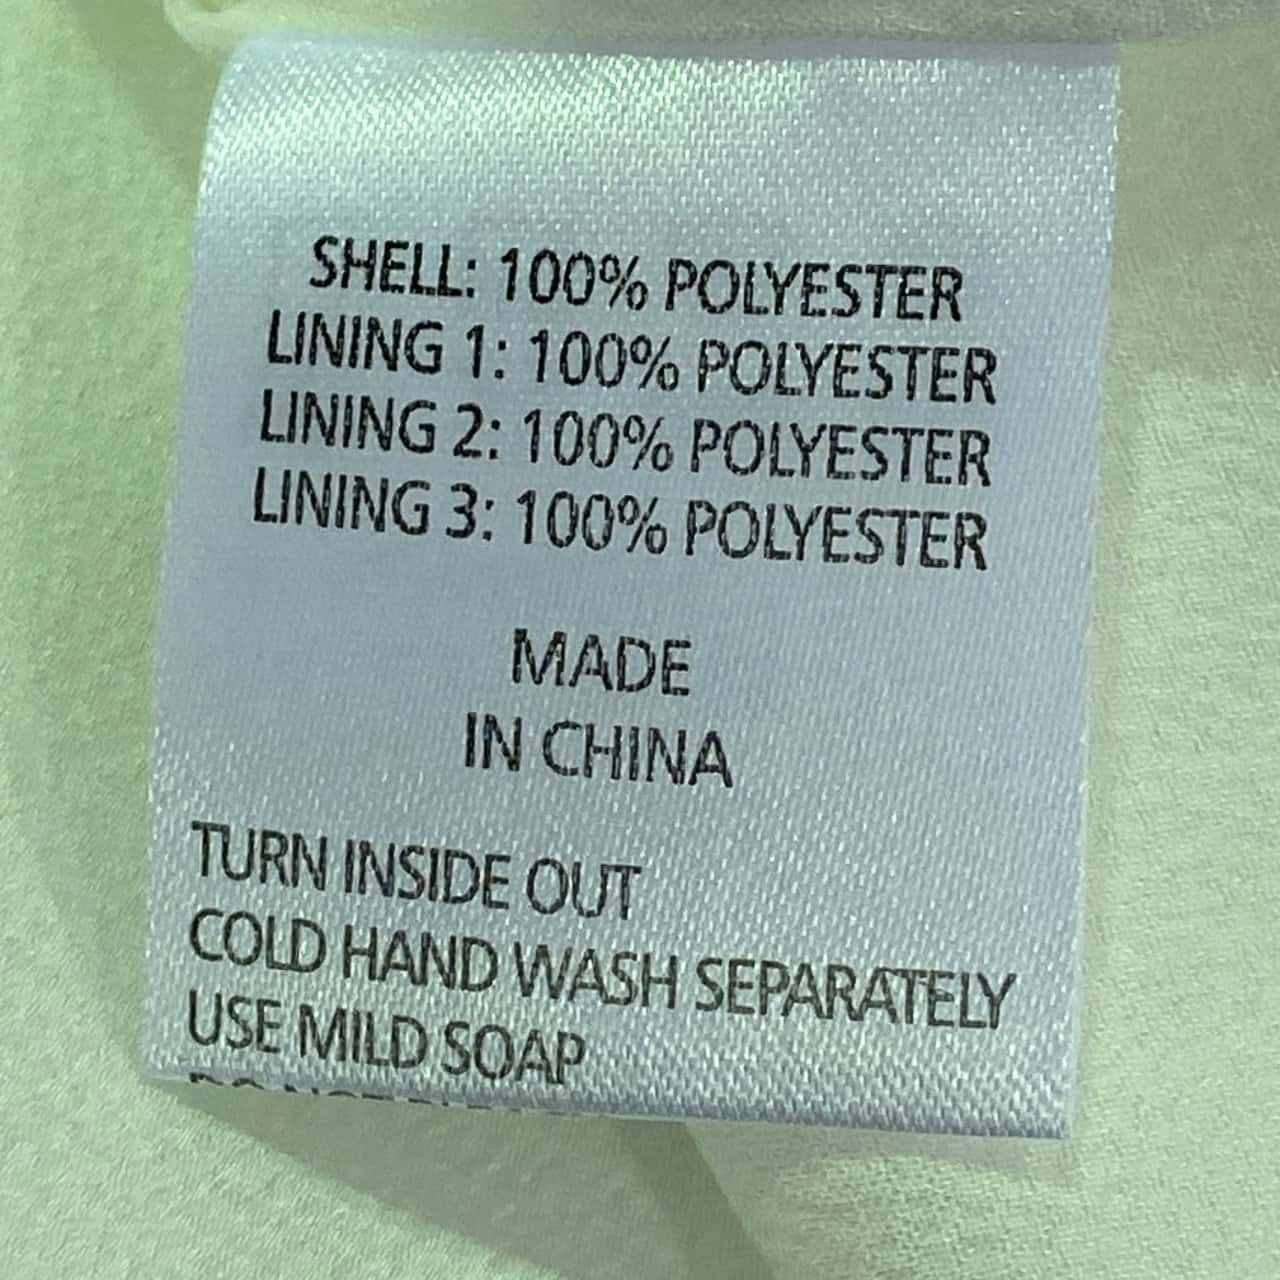 SHELL: 100% POLYESTER
LINING 1: 100% POLYESTER
LINING 2: 100% POLYESTER
LINING 3: 100% POLYESTER
MADE
IN CHINA
TURN INSIDE OUT
COLD HAND WASH SEPARATELY
USE MILD SOAP